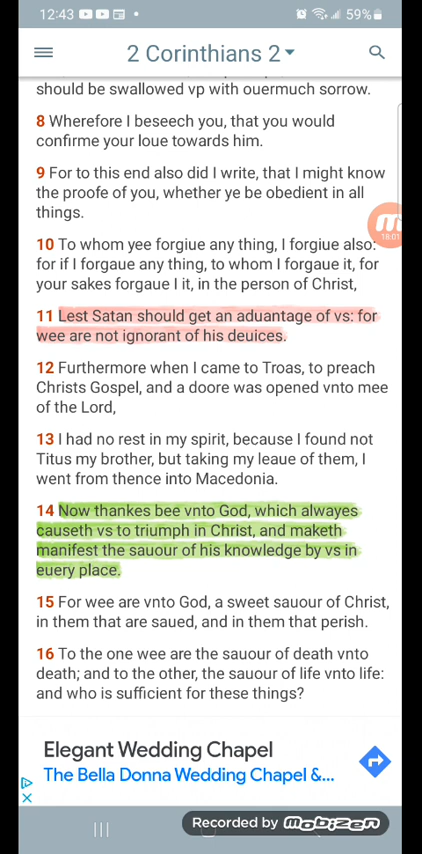 12:43
59%
2 Corinthians 2
should be swallowed vp with ouermuch sorrow.
8 Wherefore I beseech you, that you would
confirme your loue towards him.
9 For to this end also did I write, that I might know
the proofe of you, whether ye be obedient in all
things.
10 To whom yee forgiue any thing, I forgiue also:
for if I forgaue any thing, to whom I forgaue it, for
your sakes forgaue I it, in the person of Christ,
18:01
11 Lest Satan should get an aduantage of vs: for
wee are not ignorant of his deuices.
12 Furthermore when I came to Troas, to preach
Christs Gospel, and a doore was opened vnto mee
of the Lord,
13 I had no rest in my spirit, because I found not
Titus my brother, but taking my leaue of them, I
went from thence into Macedonia.
14 Now thankes bee vnto God, which alwayes
causeth vs to triumph in Christ, and maketh
manifest the sauour of his knowledge by vs in
euery place.
15 For wee are vnto God, a sweet sauour of Christ,
in them that are saued, and in them that perish.
16 To the one wee are the sauour of death vnto
death; and to the other, the sauour of life vnto life:
and who is sufficient for these things?
Elegant Wedding Chapel
The Bella Donna Wedding Chapel &...
Recorded by mobizen